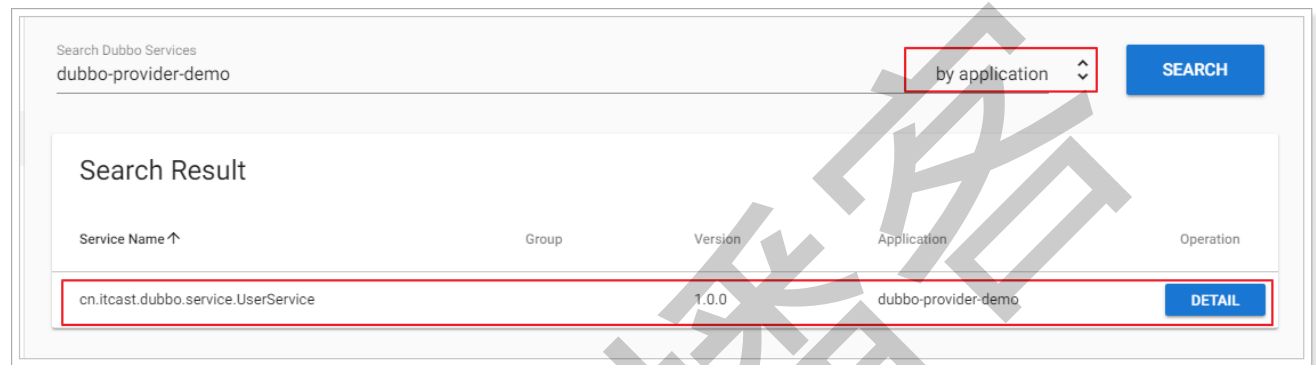 Search Dubbo Services
dubbo-provider-demo
by application
SEARCH
Search Result
Service Name Group Version Application Operation
cn.itcast.dubbo.service.UserService 1.0.0 dubbo-provider-demo DETAIL